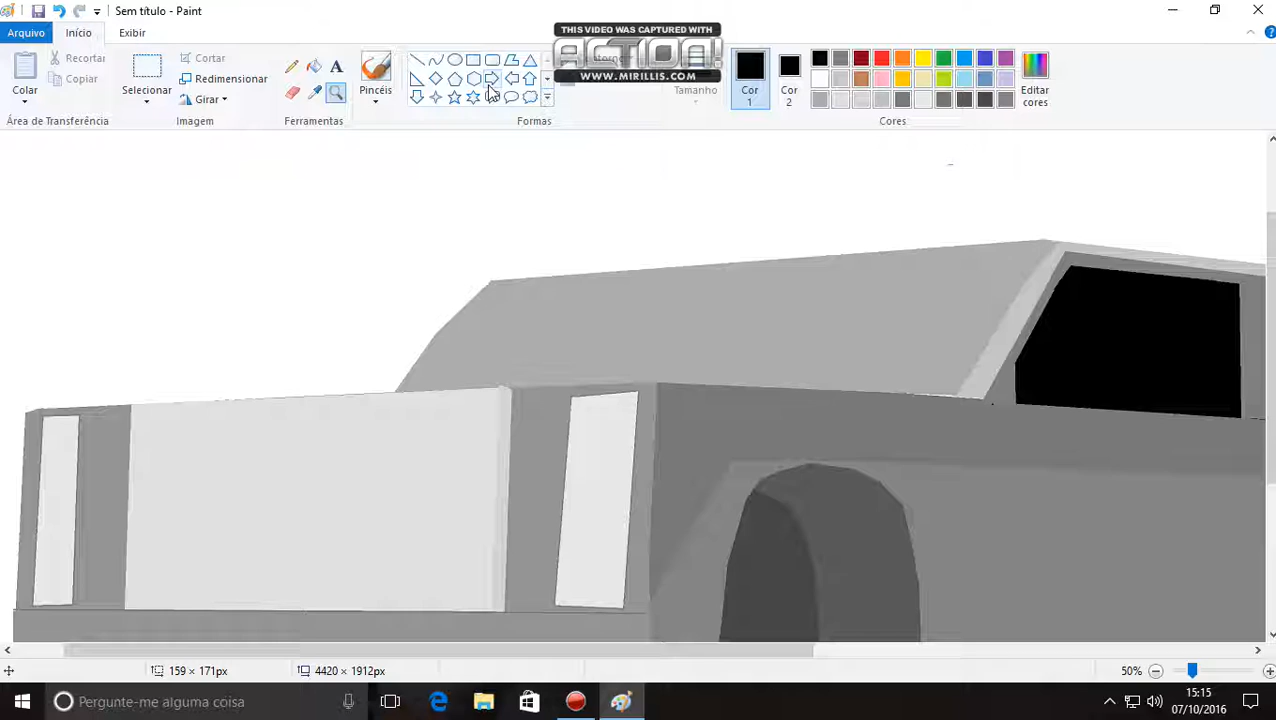 Sem título - Paint
THIS VIDEO WAS CAPTURED WITH
ACTION!
WWW.MIRILLIS.COM
Arquivo
Início
Exibir
Colar
Recortar
Copiar
Área de Transferência
Selecionar
Cortar
Redimensionar
Girar
Imagem
A
Ferramentas
Pincéis
Formas
Tamanho
Cor
1
Cor
2
Editar
cores
Cores
159 × 171px
4420 × 1912px
50%
Pergunte-me alguma coisa
15:15
07/10/2016